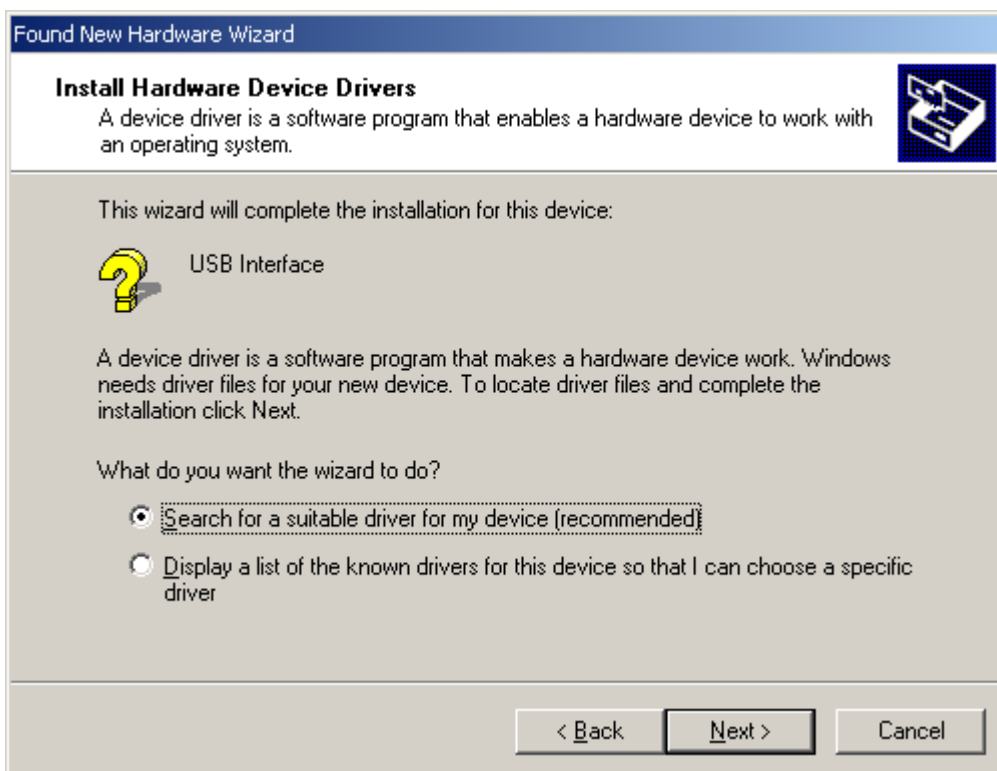 Found New Hardware Wizard
Install Hardware Device Drivers
A device driver is a software program that enables a hardware device to work with
an operating system.
This wizard will complete the installation for this device:
USB Interface
A device driver is a software program that makes a hardware device work. Windows
needs driver files for your new device. To locate driver files and complete the
installation click Next.
What do you want the wizard to do?
Search for a suitable driver for my device (recommended)
Display a list of the known drivers for this device so that I can choose a specific
driver
< Back Next > Cancel